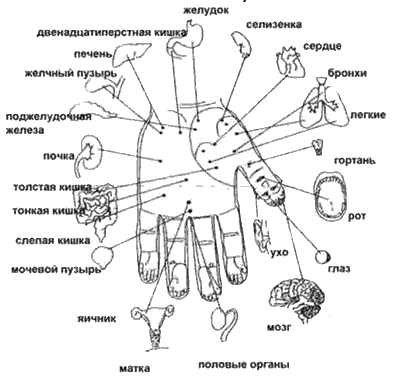 желудок
двенадцатиперстная кишка
селизенка
печень
сердце
желчный пузырь
бронхи
поджелудочная
железа
легкие
почка
гортань
толстая кишка
тонкая кишка
рот
слепая кишка
ухо
мочевой пузырь
глаз
яичник
мозг
матка
половые органы